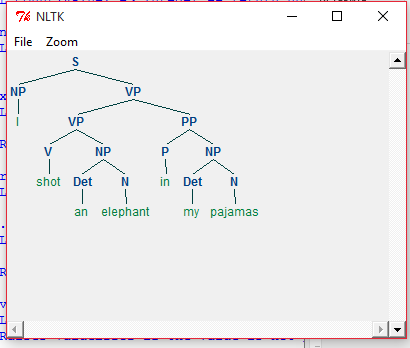 NLTK
File Zoom
S
NP VP
I
VP PP
V NP P NP
shot Det N in Det N
an elephant my pajamas